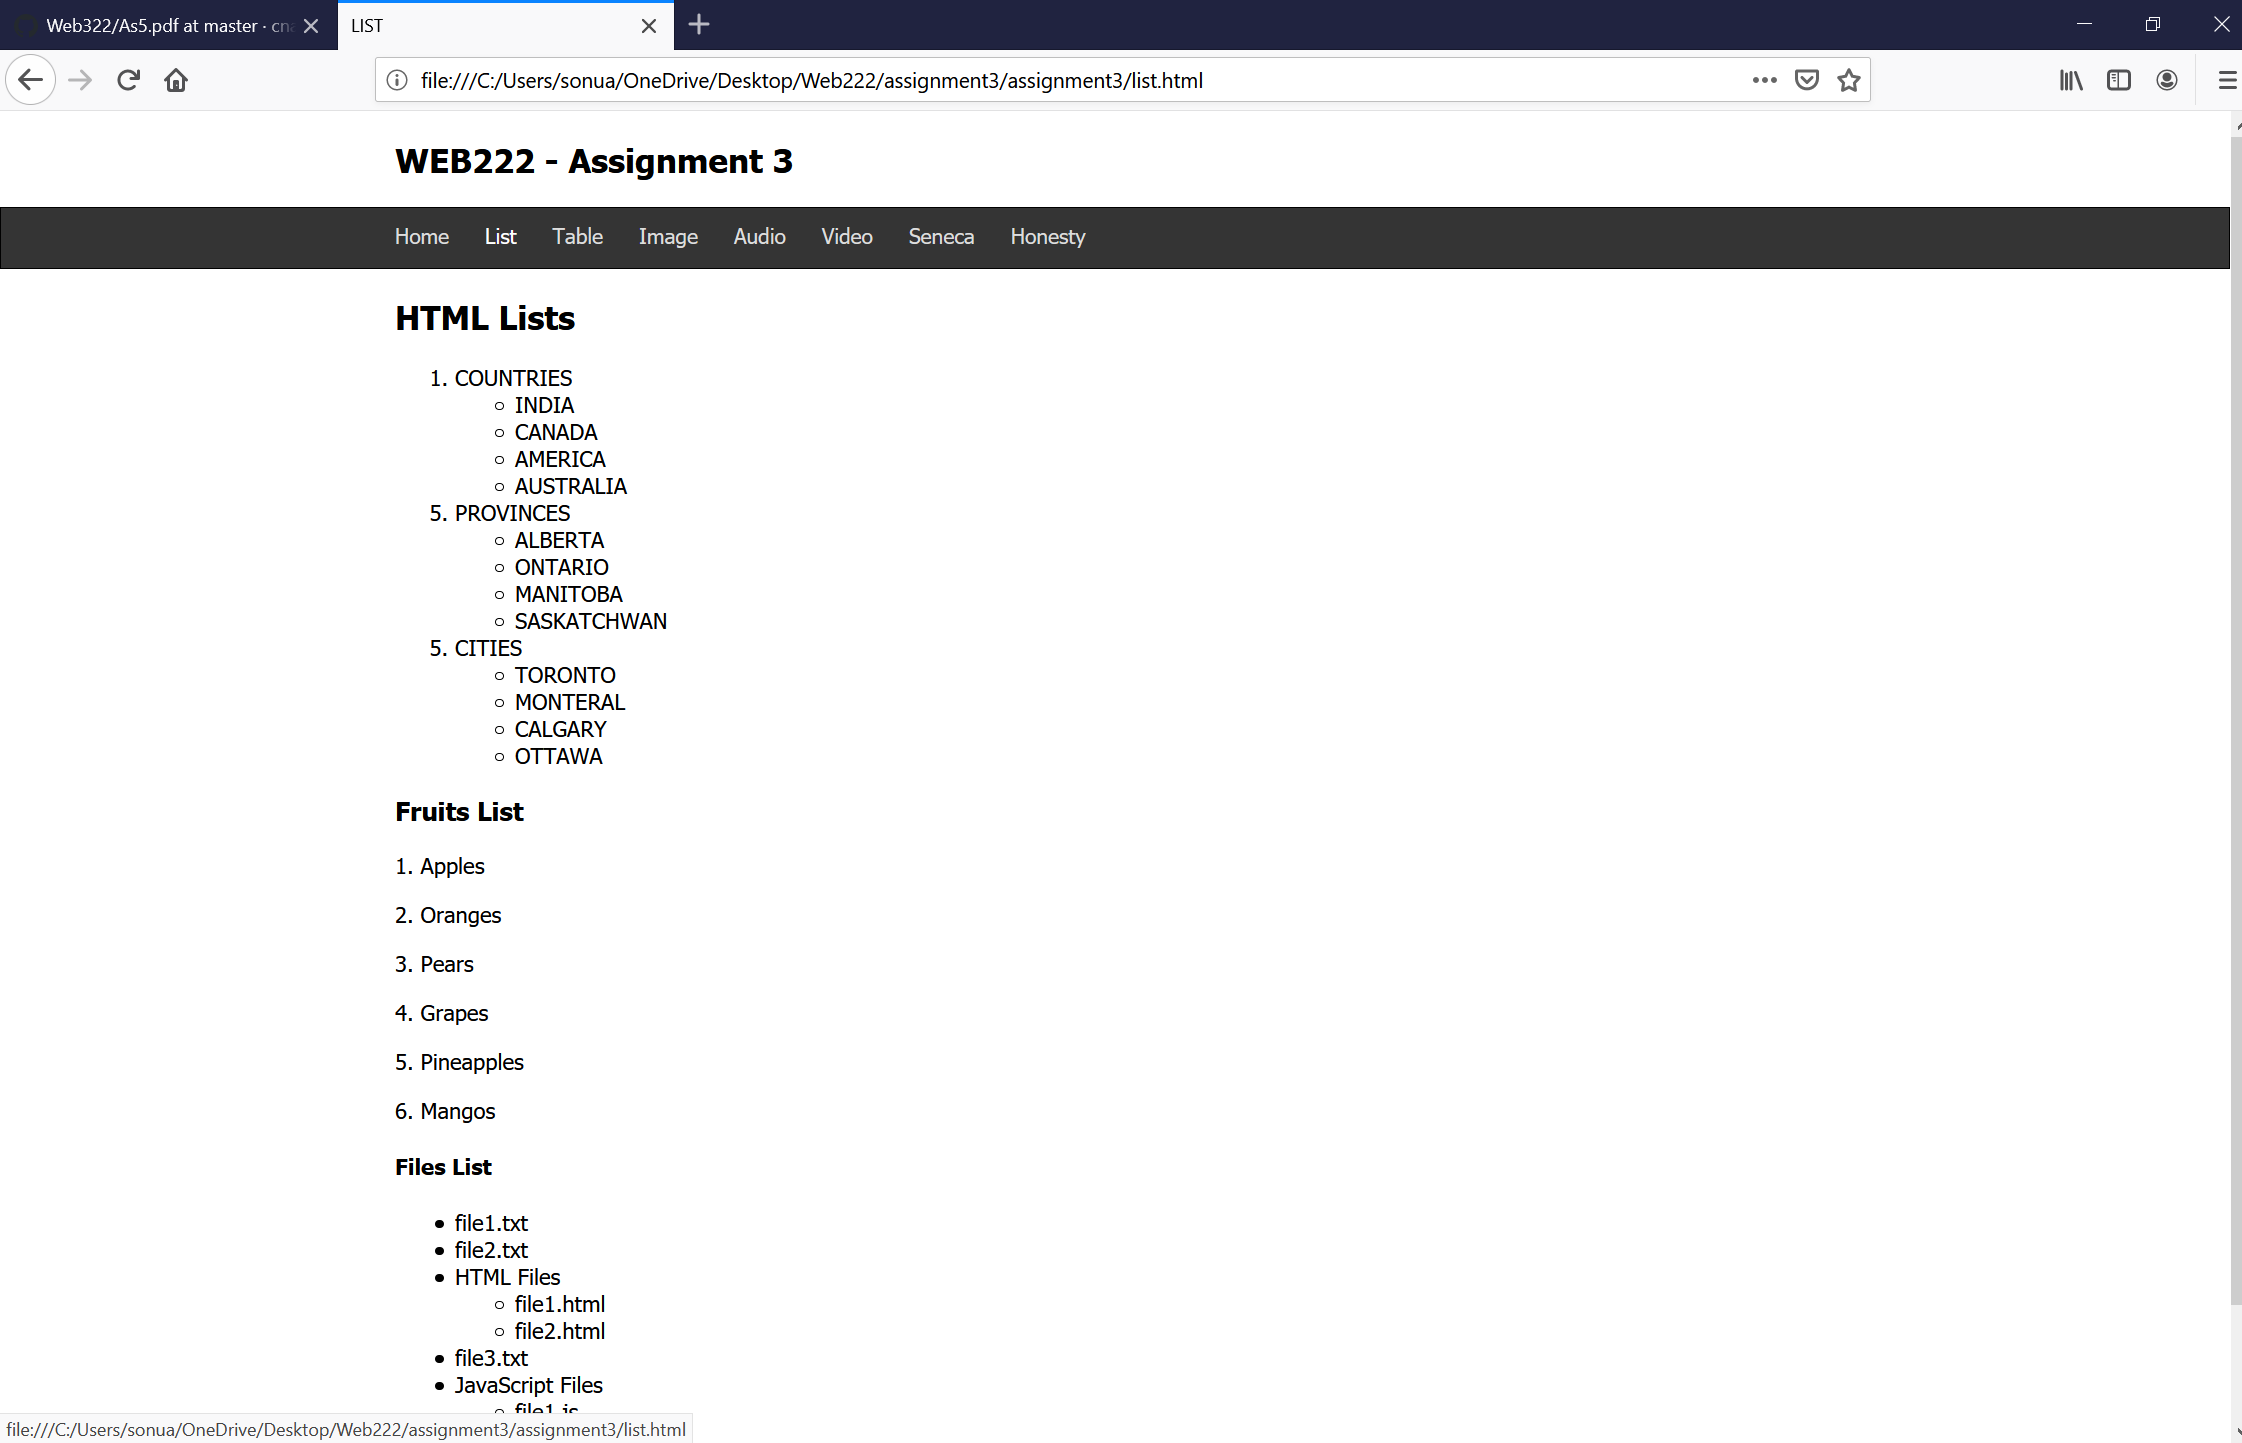 Web322/As5.pdf at master · cna
LIST
file:///C:/Users/sonua/OneDrive/Desktop/Web222/assignment3/assignment3/list.html
WEB222 - Assignment 3
Home List Table Image Audio Video Seneca Honesty
HTML Lists
1. COUNTRIES
INDIA
CANADA
AMERICA
AUSTRALIA
5. PROVINCES
ALBERTA
ONTARIO
MANITOBA
SASKATCHWAN
5. CITIES
TORONTO
MONTERAL
CALGARY
OTTAWA
Fruits List
1. Apples
2. Oranges
3. Pears
4. Grapes
5. Pineapples
6. Mangos
Files List
file1.txt
file2.txt
HTML Files
file1.html
file2.html
file3.txt
JavaScript Files
file1.js
file:///C:/Users/sonua/OneDrive/Desktop/Web222/assignment3/assignment3/list.html